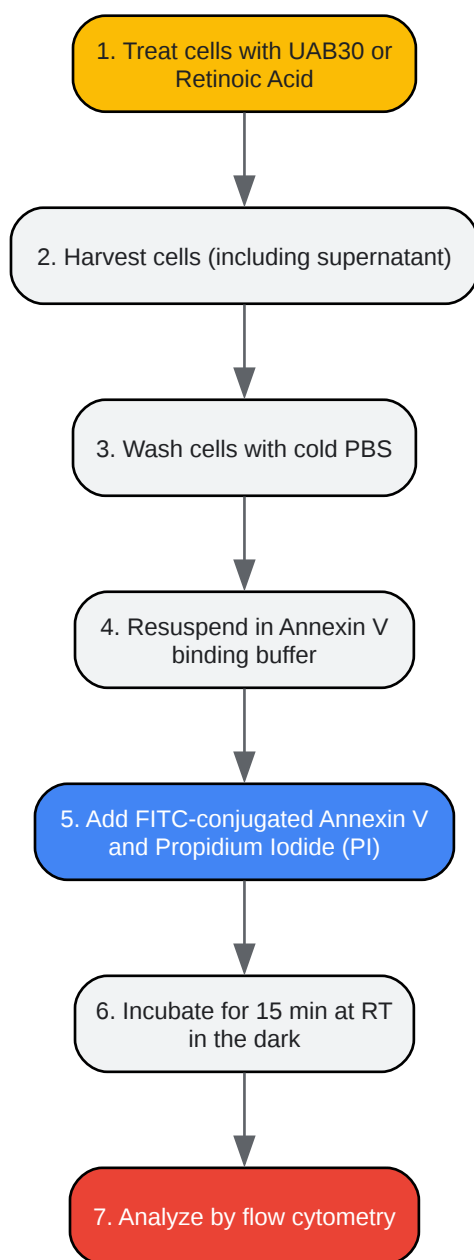 1. Treat cells with UAB30 or
Retinoic Acid
2. Harvest cells (including supernatant)
3. Wash cells with cold PBS
4. Resuspend in Annexin V
binding buffer
5. Add FITC-conjugated Annexin V
and Propidium Iodide (PI)
6. Incubate for 15 min at RT
in the dark
7. Analyze by flow cytometry